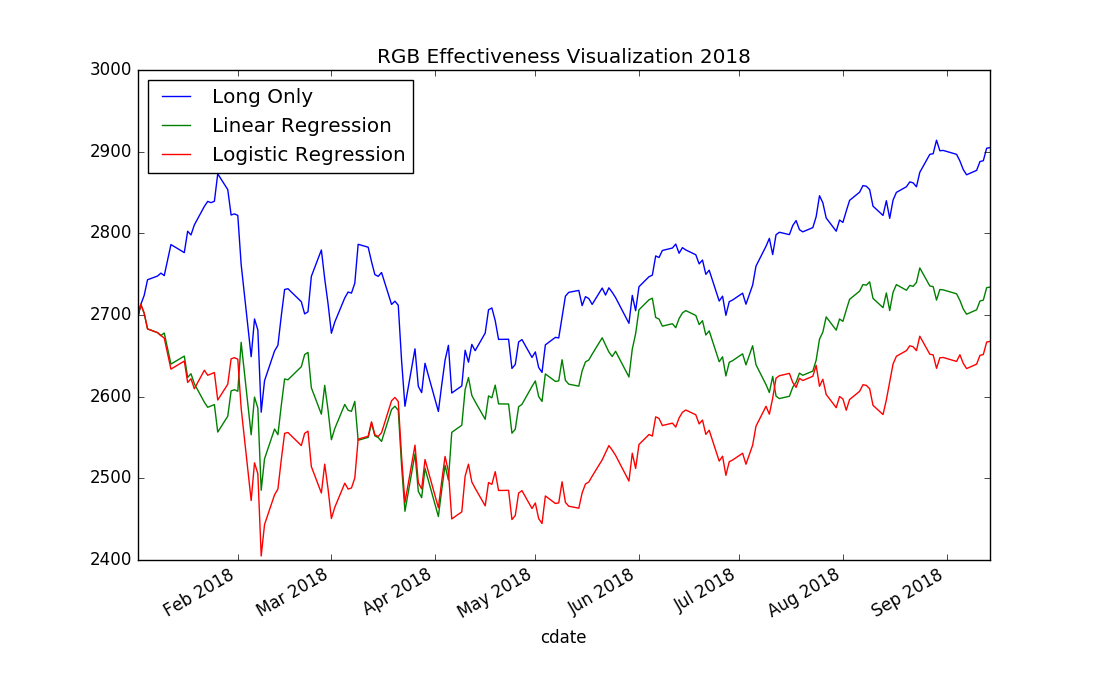 RGB Effectiveness Visualization 2018
3000
2900
2800
2700
2600
2500
2400
Long Only
Linear Regression
Logistic Regression
Feb 2018
Mar 2018
Apr 2018
May 2018
Jun 2018
Jul 2018
Aug 2018
Sep 2018
cdate